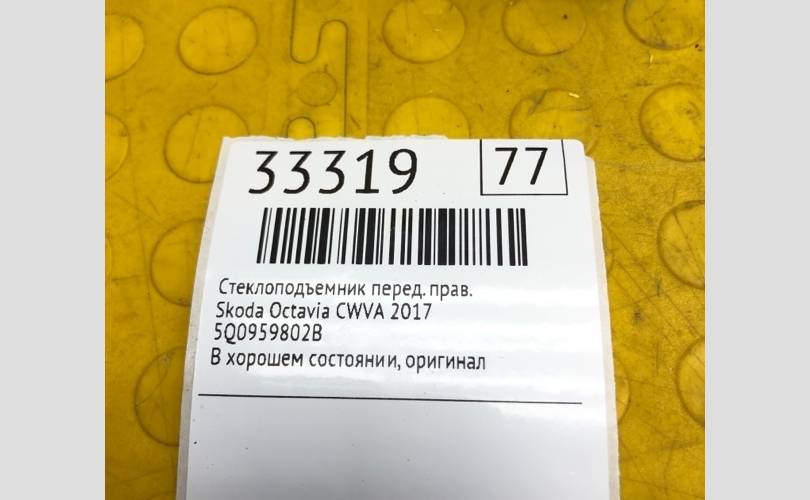 33319 77
Стеклоподъемник перед. прав.
Skoda Octavia CWVA 2017
5Q0959802B
В хорошем состоянии, оригинал